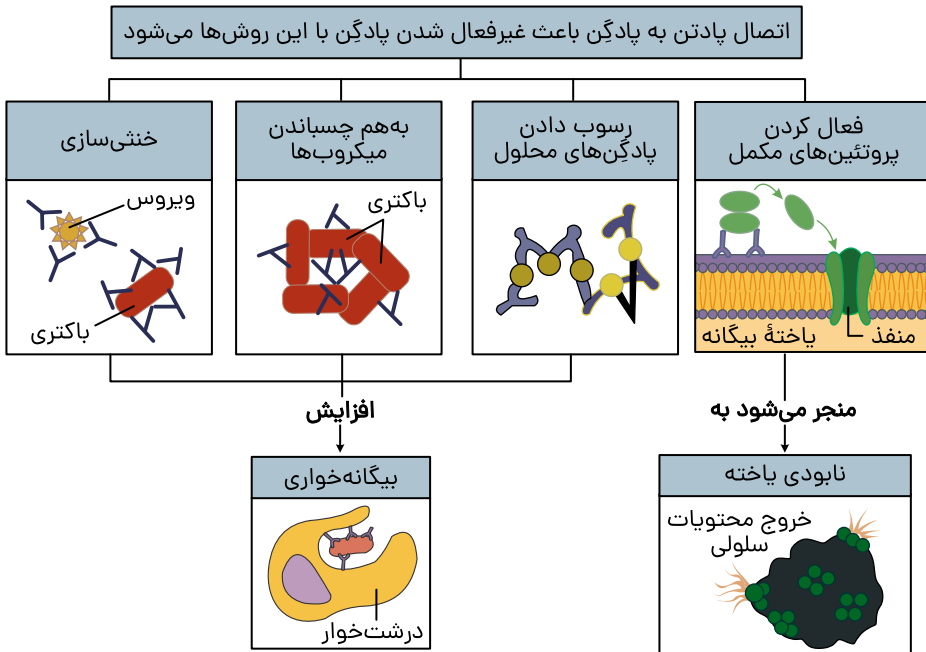 اتصال پادتن به پادگِن باعث غیرفعال شدن پادگِن با این روش‌ها می‌شود
فعال کردن
پروتئین‌های مکمل
رسوب دادن
پادگِن‌های محلول
به‌هم چسباندن
میکروب‌ها
خنثی‌سازی
منفذ
یاختهٔ بیگانه
باکتری
ویروس
باکتری
منجر می‌شود به
افزایش
نابودی یاخته
خروج محتویات
سلولی
بیگانه‌خواری
درشت‌خوار